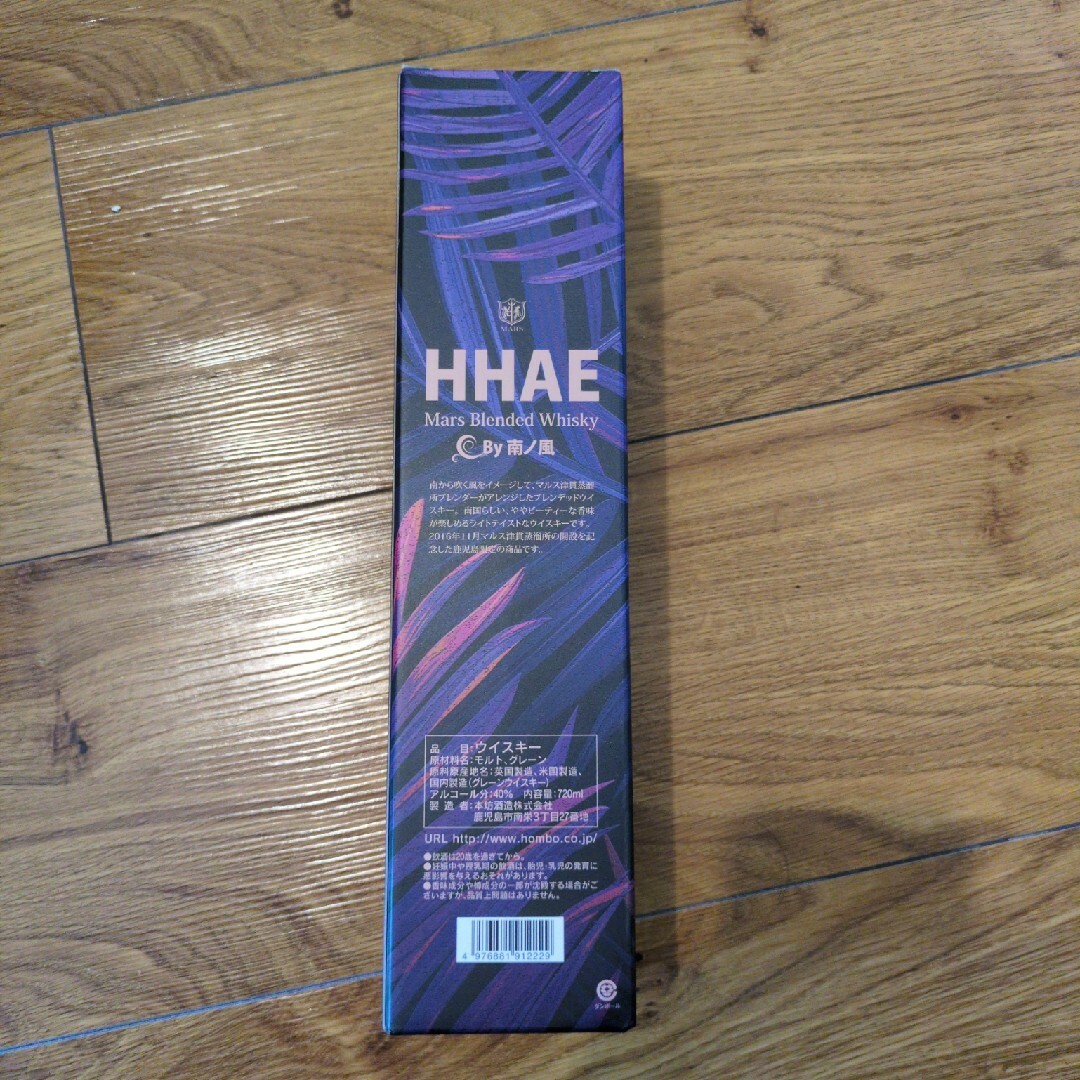 MARS
HHAE
Mars Blended Whisky
By 南ノ風
南から吹く風をイメージして、マルス津貫蒸溜
所ブレンダーがアレンジしたブレンデッドウイ
スキー。南国らしい、ややピーティーな香味
が楽しめるライトテイストなウイスキーです。
2016年11月マルス津貫蒸溜所の開設を記
念した鹿児島限定の商品です。
品 目:ウイスキー
原材料名:モルト、グレーン
原料原産地名:英国製造、米国製造、
国内製造(グレーンウイスキー)
アルコール分:40% 内容量:720ml
製 造 者:本坊酒造株式会社
鹿児島市南栄3丁目27番地
URL http://www.hombo.co.jp/
●飲酒は20歳を過ぎてから。
●妊娠中や授乳期の飲酒は、胎児・乳児の発育に
悪影響を与えるおそれがあります。
●香味成分や樽成分の一部が沈殿する場合がご
ざいますが、品質上問題はありません。
4 976881 912229
ダンボール